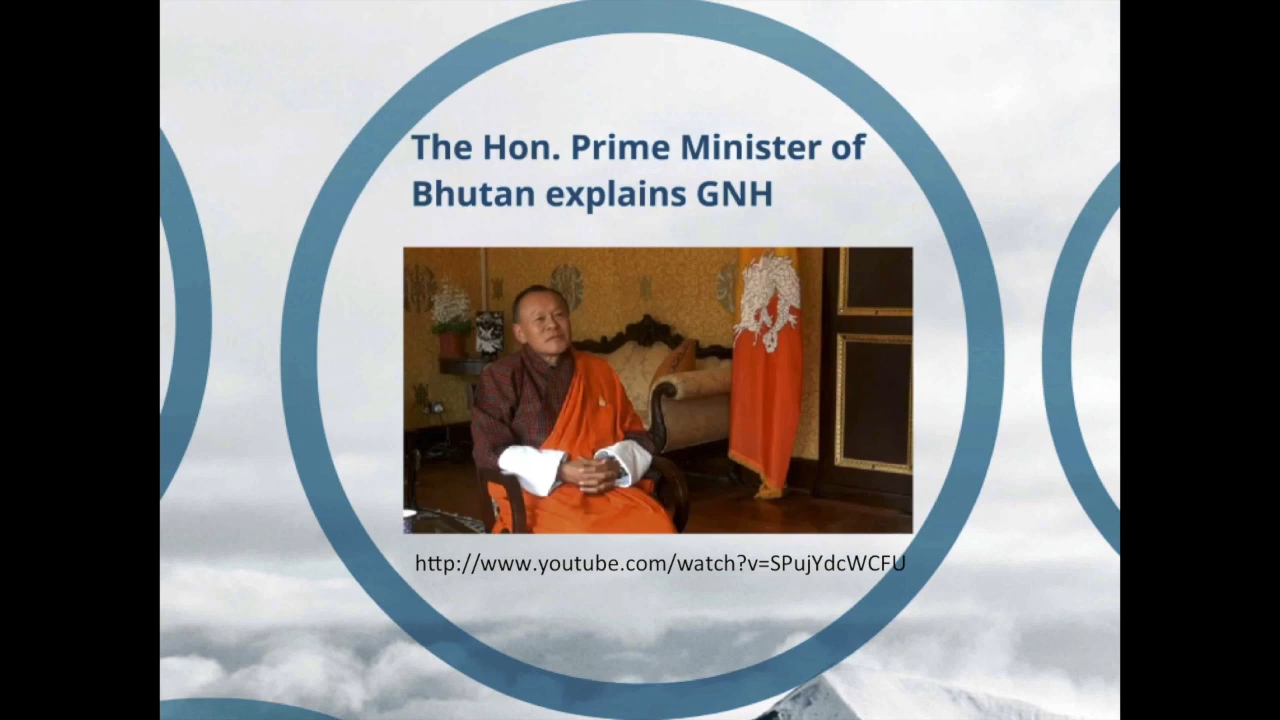 The Hon. Prime Minister of
Bhutan explains GNH
http://www.youtube.com/watch?v=SPujYdcWCFU